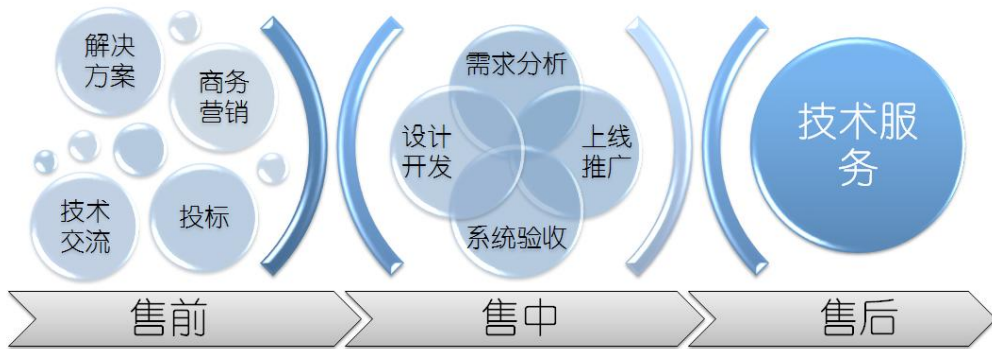 解决
方案
商务
营销
技术
交流
投标
需求分析
设计
开发
上线
推广
系统验收
技术服
务
售前
售中
售后